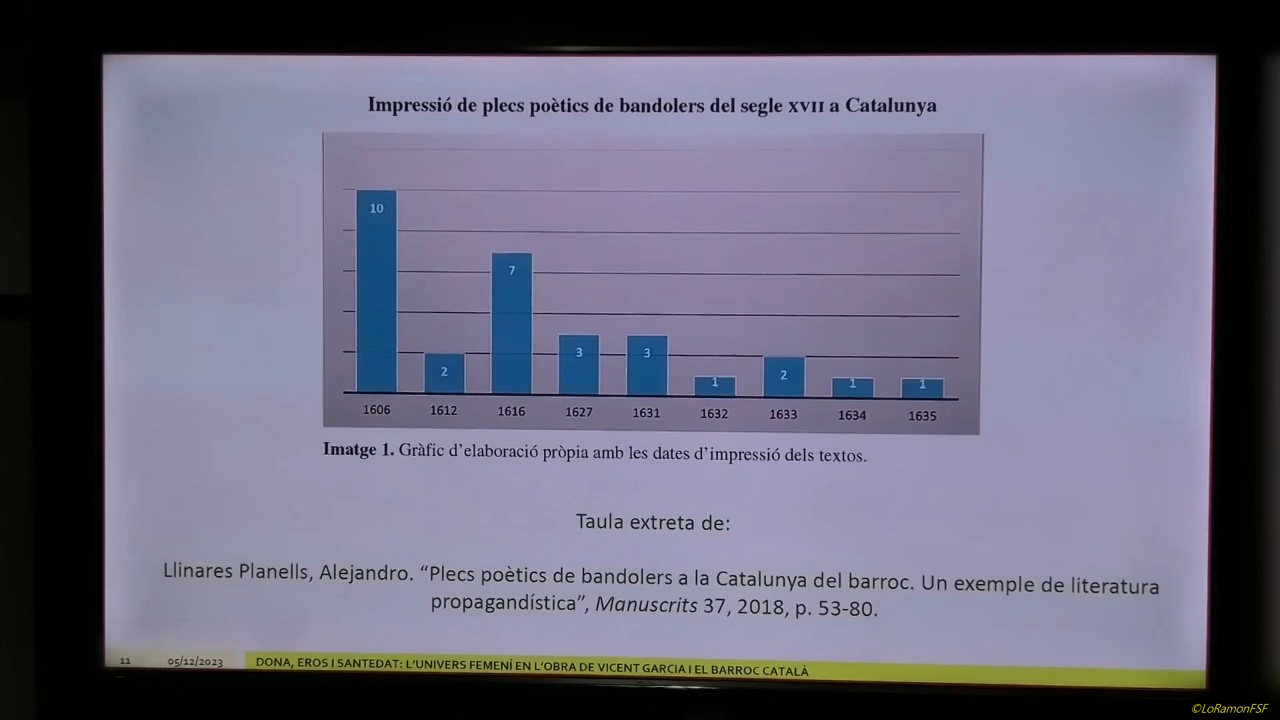 Impressió de plecs poètics de bandolers del segle XVII a Catalunya
10
2
7
3
3
1
2
1
1
1606 1612 1616 1627 1631 1632 1633 1634 1635
Imatge 1. Gràfic d’elaboració pròpia amb les dates d’impressió dels textos.
Taula extreta de:
Llinares Planells, Alejandro. “Plecs poètics de bandolers a la Catalunya del barroc. Un exemple de literatura
propagandística”, Manuscrits 37, 2018, p. 53-80.
11 05/12/2023 DONA, EROS I SANTEDAT: L’UNIVERS FEMENÍ EN L’OBRA DE VICENT GARCIA I EL BARROC CATALÀ
©LoRamonFSF